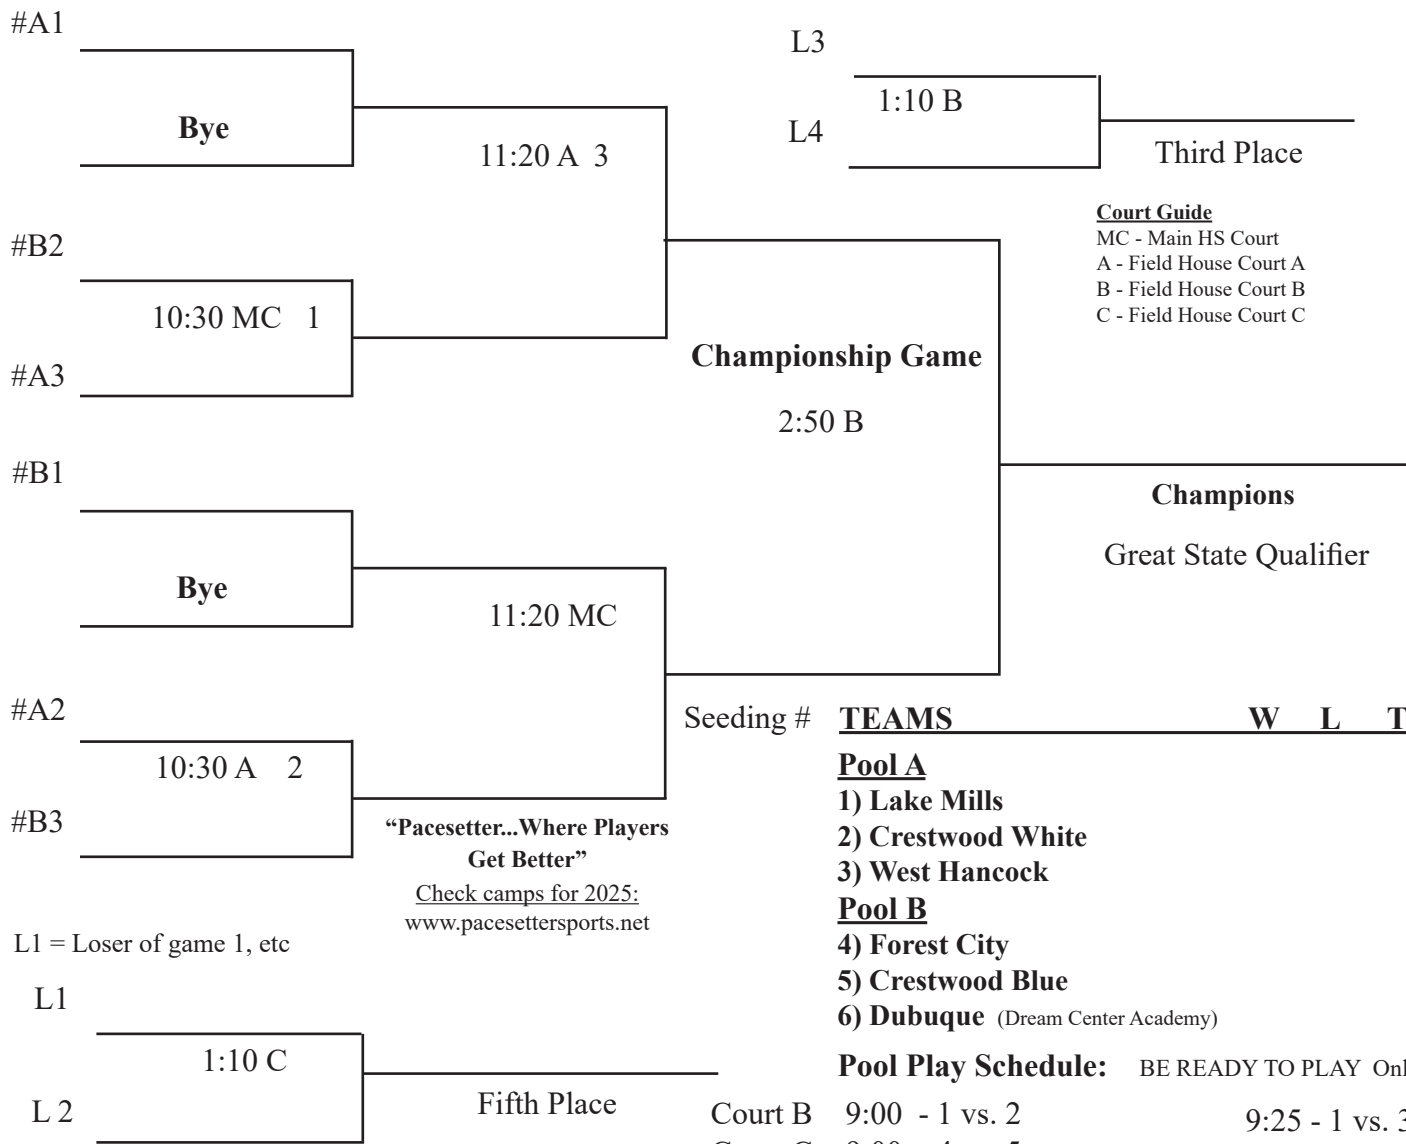 #A1
Bye
11:20 A 3
#B2
10:30 MC 1
#A3
L3
1:10 B
L4
Third Place
Court Guide
MC - Main HS Court
A - Field House Court A
B - Field House Court B
C - Field House Court C
Championship Game
2:50 B
#B1
Bye
11:20 MC
#A2
10:30 A 2
#B3
Champions
Great State Qualifier
“Pacesetter...Where Players
Get Better”
Check camps for 2025:
www.pacesettersports.net
L1 = Loser of game 1, etc
L1
1:10 C
L 2
Fifth Place
Seeding # TEAMS W L T
Pool A
1) Lake Mills
2) Crestwood White
3) West Hancock
Pool B
4) Forest City
5) Crestwood Blue
6) Dubuque (Dream Center Academy)
Pool Play Schedule: BE READY TO PLAY
Court B 9:00 - 1 vs. 2 9:25 - 1 vs. 3